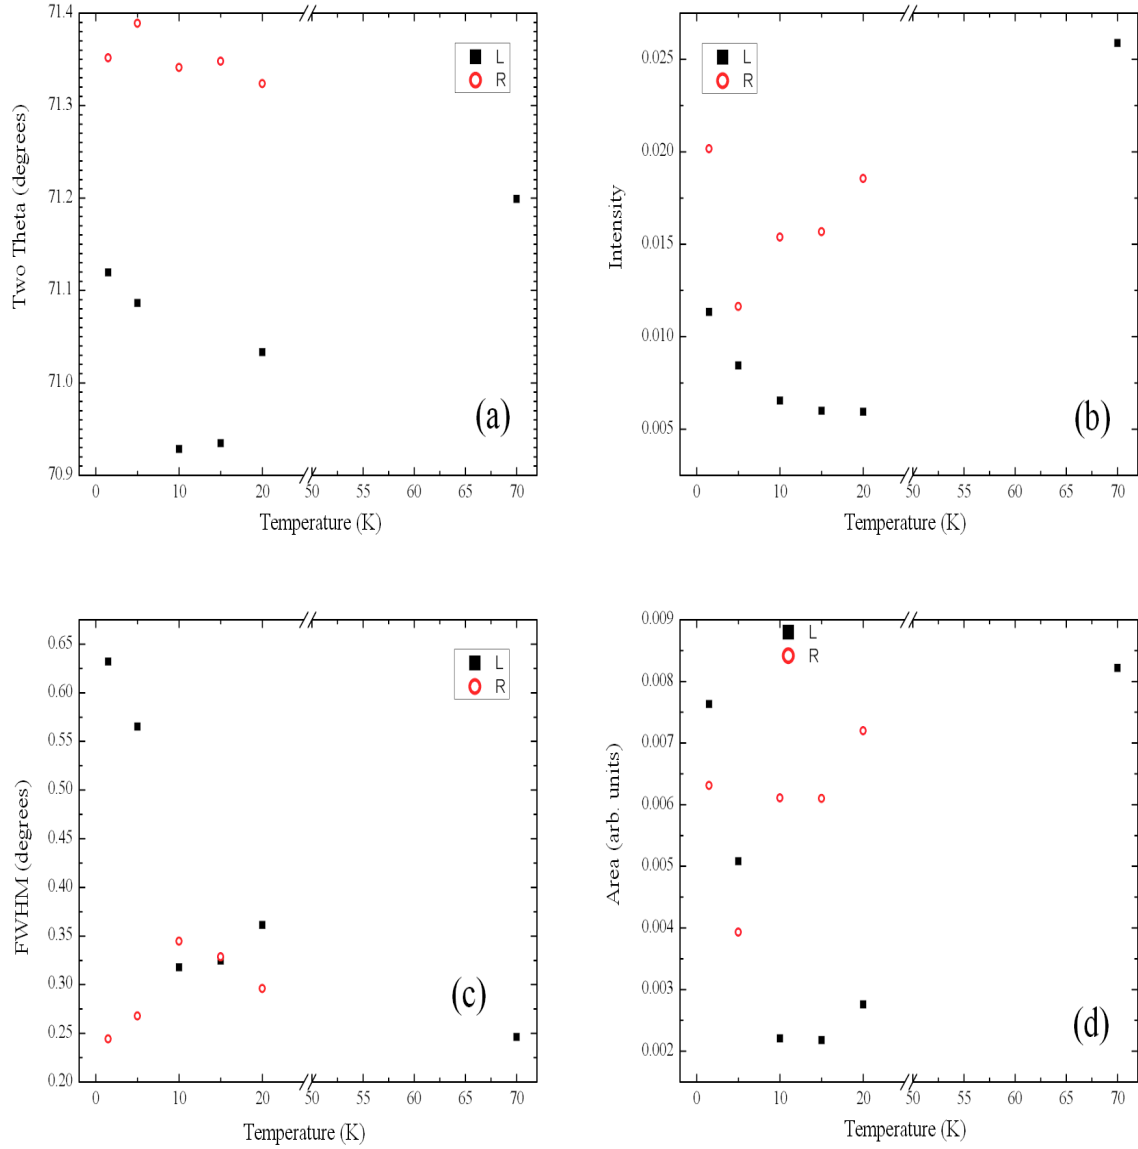 71.4
71.3
71.2
71.1
71.0
70.9
Two Theta (degrees)
L
R
(a)
0 10 20 50 55 60 65 70
Temperature (K)
0.025
0.020
0.015
0.010
0.005
Intensity
L
R
(b)
0 10 20 50 55 60 65 70
Temperature (K)
0.65
0.60
0.55
0.50
0.45
0.40
0.35
0.30
0.25
0.20
FWHM (degrees)
L
R
(c)
0 10 20 50 55 60 65 70
Temperature (K)
0.009
0.008
0.007
0.006
0.005
0.004
0.003
0.002
Area (arb. units)
L
R
(d)
0 10 20 50 55 60 65 70
Temperature (K)